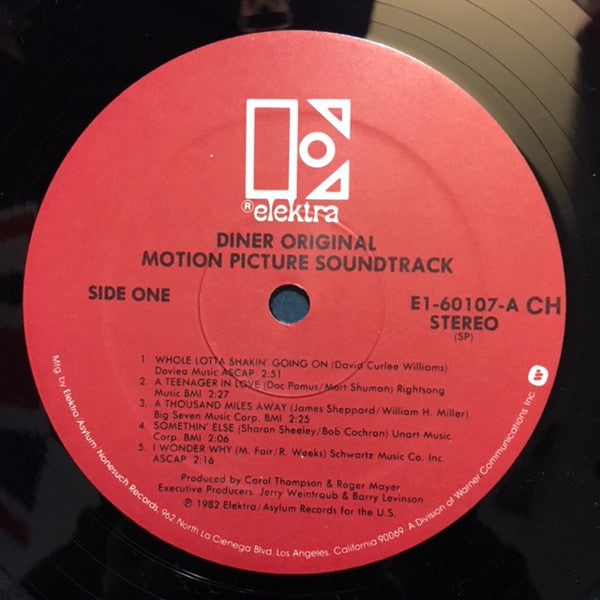 ®elektra
DINER ORIGINAL
MOTION PICTURE SOUNDTRACK
SIDE ONE
E1-60107-A CH
STEREO
(SP)
1. WHOLE LOTTA SHAKIN' GOING ON (David Curlee Williams)
Daviea Music ASCAP 2:51
2. A TEENAGER IN LOVE (Doc Pomus/Mort Shuman) Rightsong
Music BMI 2:27
3. A THOUSAND MILES AWAY (James Sheppard/William H. Miller)
Big Seven Music Corp. BMI 2:25
4. SOMETHIN' ELSE (Sharon Sheeley/Bob Cochran) Unart Music
Corp. BMI 2:06
5. I WONDER WHY (M. Fair/R. Weeks) Schwartz Music Co. Inc.
ASCAP 2:16
Produced by Carol Thompson & Roger Mayer
Executive Producers: Jerry Weintraub & Barry Levinson
℗ 1982 Elektra/Asylum Records for the U.S.
Mfg. by Elektra/Asylum/Nonesuch Records, 962 North La Cienega Blvd. Los Angeles, California 90069. A Division of Warner Communications Inc.